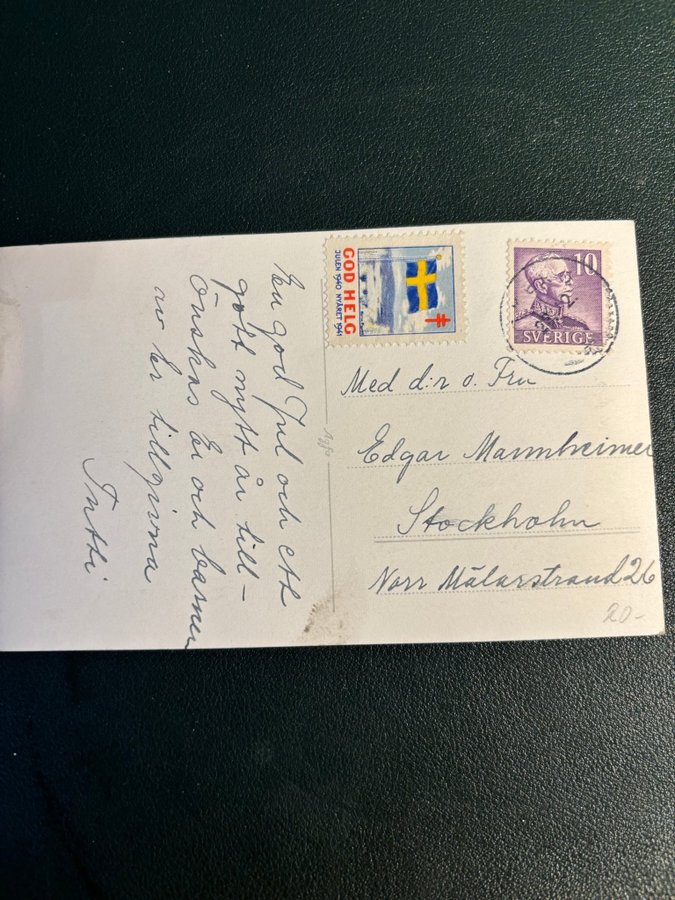 En god Jul och ett
gott nytt år till-
önskas Er och barnen
av Er tillgivna
GOD HELG
JULEN 1940 NYÅRET 1941
10
SVERIGE
Med d:r o. Fru
Edgar Mannheimer
Stockholm
Norr Mälarstrand 26
20-